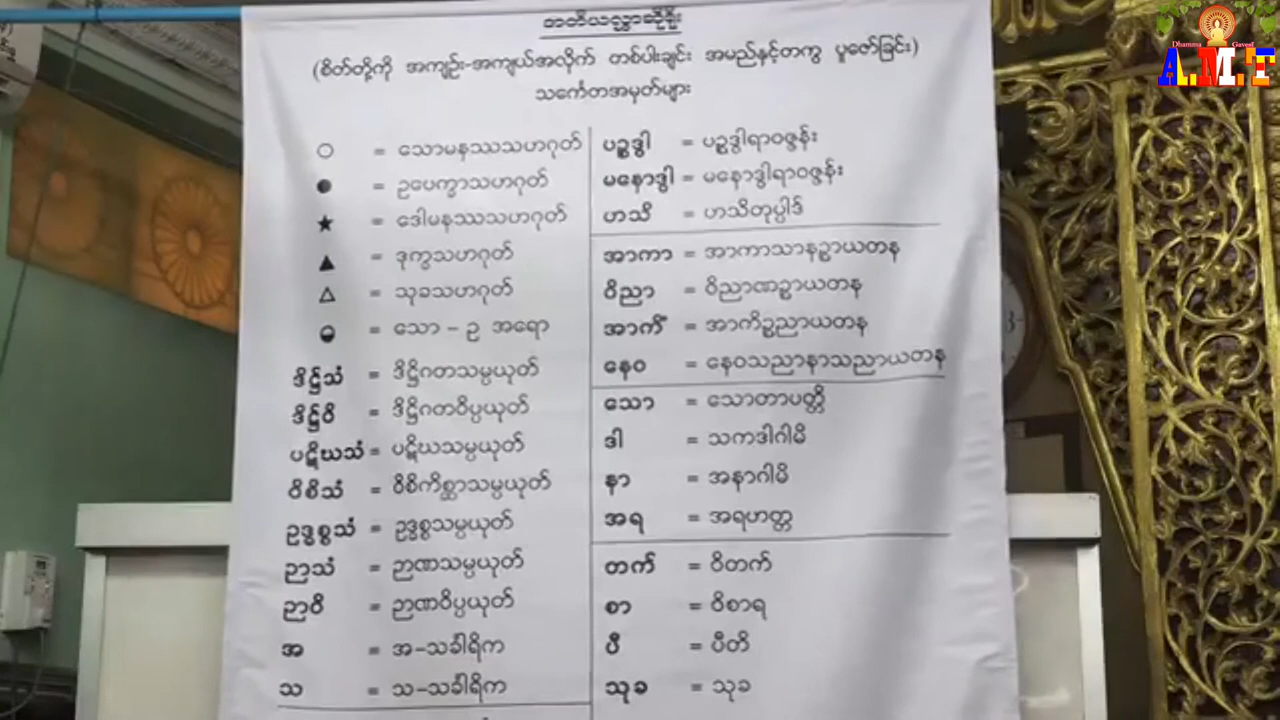 တတိယလ္လာဆိုရိုး
(စိတ်တို့ကို အကျဉ်း-အကျယ်အလိုက် တစ်ပါးချင်း အမည်နှင့်တကွ ပူဇော်ခြင်း)
သင်္ကေတအမှတ်များ
○ = သောမနဿသဟဂုတ်
● = ဥပေက္ခာသဟဂုတ်
★ = ဒေါမနဿသဟဂုတ်
▲ = ဒုက္ခသဟဂုတ်
△ = သုခသဟဂုတ်
◒ = သော – ဥ အရော
ဒိဋ္ဌိသံ = ဒိဋ္ဌိဂတသမ္ပယုတ်
ဒိဋ္ဌိဝိ = ဒိဋ္ဌိဂတဝိပ္ပယုတ်
ပဋိဃသံ = ပဋိဃသမ္ပယုတ်
ဝိစိသံ = ဝိစိကိစ္ဆာသမ္ပယုတ်
ဥဒ္ဓစ္စသံ = ဥဒ္ဓစ္စသမ္ပယုတ်
ဉာသံ = ဉာဏသမ္ပယုတ်
ဉာဝိ = ဉာဏဝိပ္ပယုတ်
အ = အ–သင်္ခါရိက
သ = သ–သင်္ခါရိက
ပဉ္စဒွါ = ပဉ္စဒွါရာဝဇ္ဇန်း
မနောဒွါ = မနောဒွါရာဝဇ္ဇန်း
ဟသိ = ဟသိတုပ္ပါဒ်
အာကာ = အာကာသာနဉ္စာယတန
ဝိညာ = ဝိညာဏဉ္စာယတန
အာကိံ = အာကိဉ္စညာယတန
နေဝ = နေဝသညာနာသညာယတန
သော = သောတာပတ္တိ
ဒါ = သကဒါဂါမိ
နာ = အနာဂါမိ
အရ = အရဟတ္တ
တက် = ဝိတက်
စာ = ဝိစာရ
ပီ = ပီတိ
သုခ = သုခ
Dhamma Gavesī
A.M.T